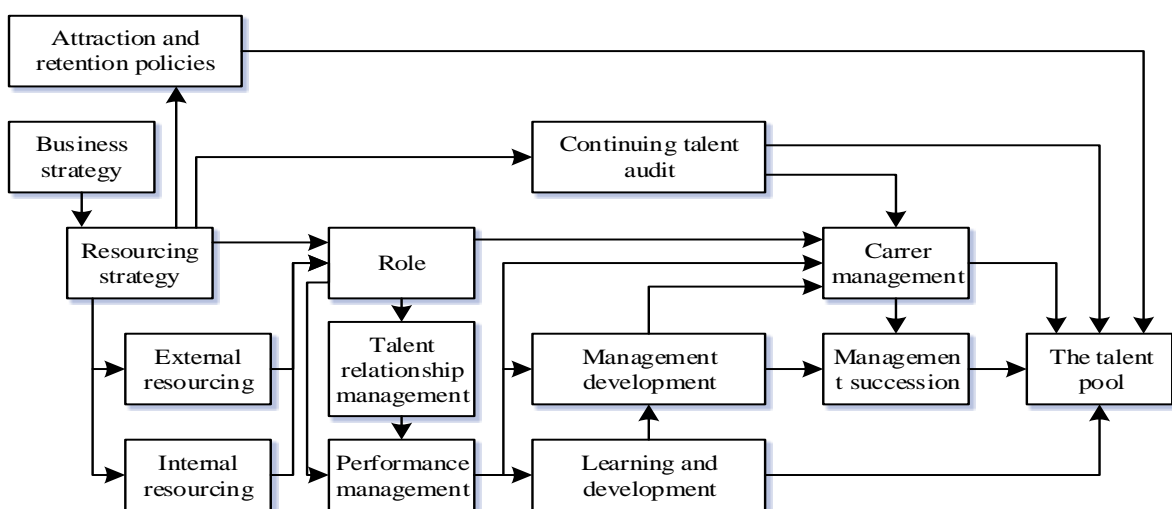 Attraction and
retention policies
Business
strategy
Continuing talent
audit
Resourcing
strategy
Role
Carrer
management
External
resourcing
Talent
relationship
management
Management
development
Managemen
t succession
The talent
pool
Internal
resourcing
Performance
management
Learning and
development